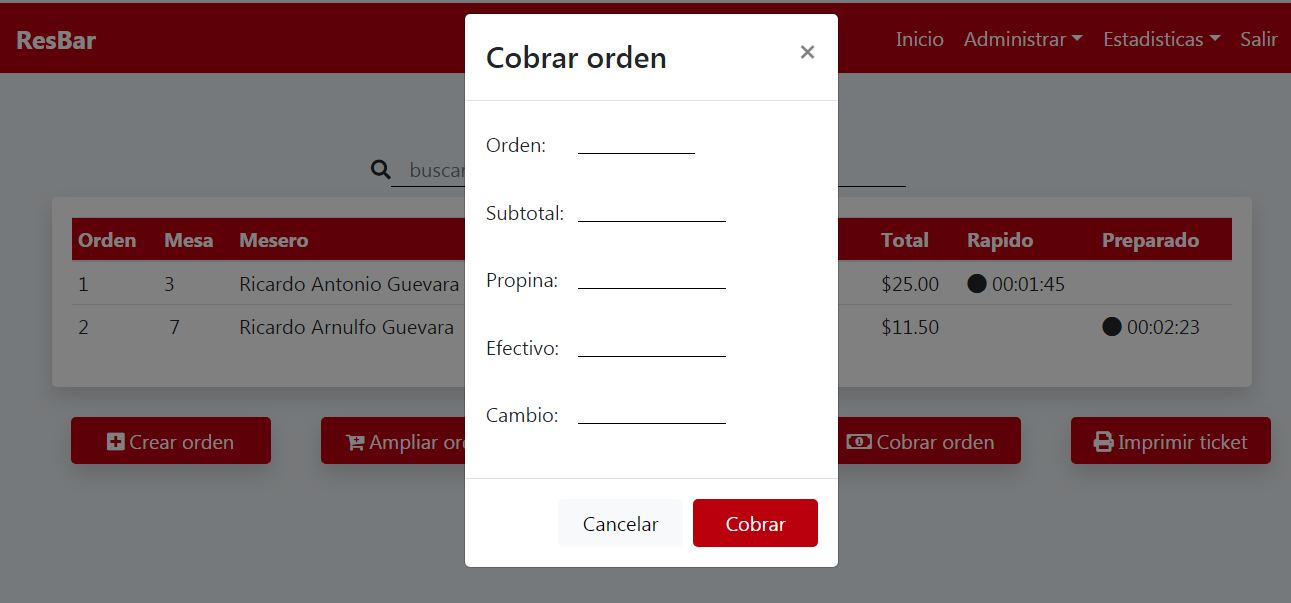 ResBar
Inicio Administrar Estadisticas Salir
Cobrar orden ×
Orden:
Subtotal:
Propina:
Efectivo:
Cambio:
Cancelar Cobrar
buscar
Orden Mesa Mesero Total Rapido Preparado
1 3 Ricardo Antonio Guevara $25.00 00:01:45
2 7 Ricardo Arnulfo Guevara $11.50 00:02:23
Crear orden Ampliar Cobrar orden Imprimir ticket